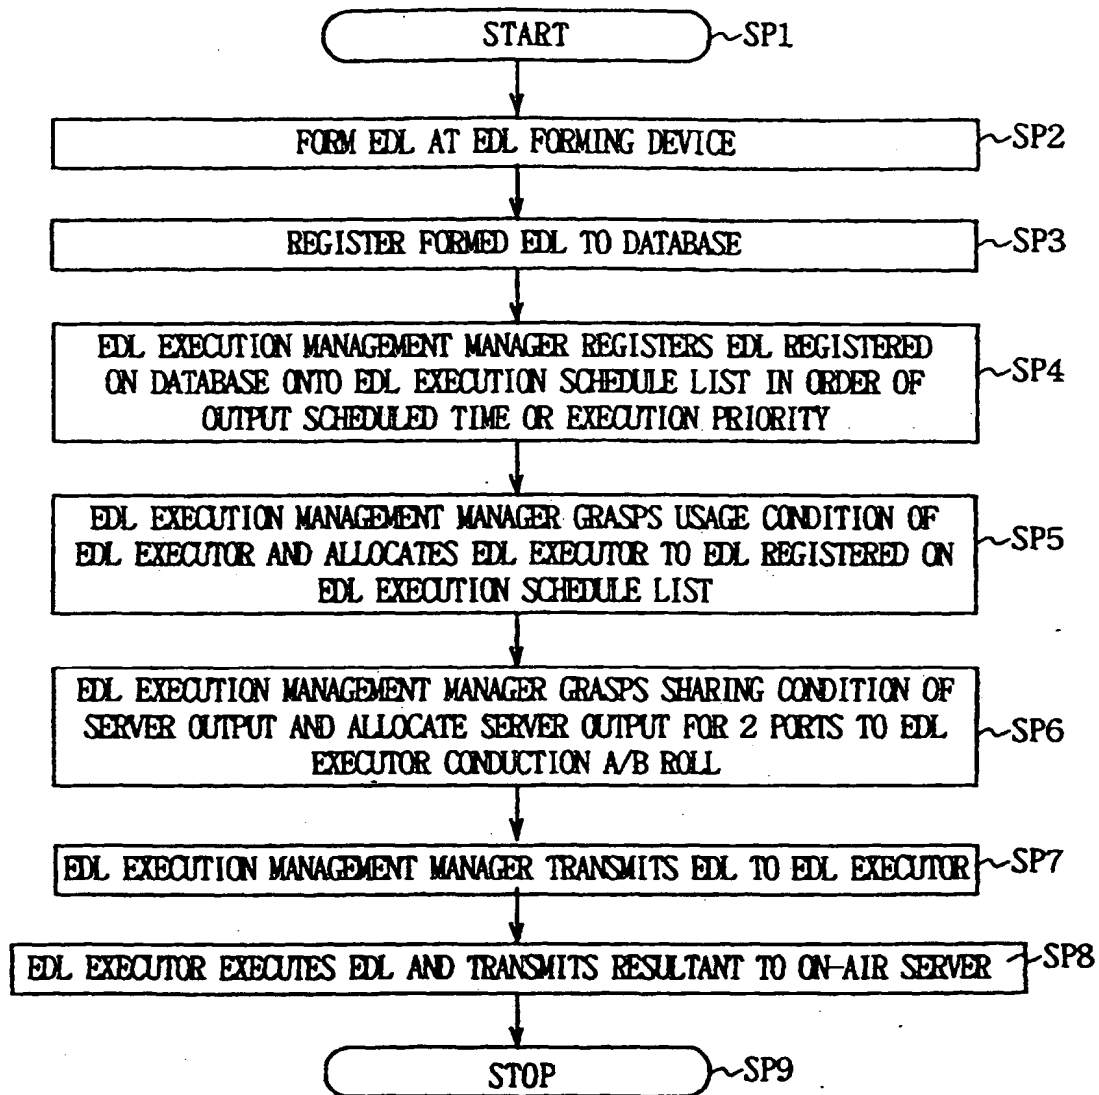 START
SP1
FORM EDL AT EDL FORMING DEVICE
SP2
REGISTER FORMED EDL TO DATABASE
SP3
EDL EXECUTION MANAGEMENT MANAGER REGISTERS EDL REGISTERED
ON DATABASE ONTO EDL EXECUTION SCHEDULE LIST IN ORDER OF
OUTPUT SCHEDULED TIME OR EXECUTION PRIORITY
SP4
EDL EXECUTION MANAGEMENT MANAGER GRASPS USAGE CONDITION OF
EDL EXECUTOR AND ALLOCATES EDL EXECUTOR TO EDL REGISTERED ON
EDL EXECUTION SCHEDULE LIST
SP5
EDL EXECUTION MANAGEMENT MANAGER GRASPS SHARING CONDITION OF
SERVER OUTPUT AND ALLOCATE SERVER OUTPUT FOR 2 PORTS TO EDL
EXECUTOR CONDUCTION A/B ROLL
SP6
EDL EXECUTION MANAGEMENT MANAGER TRANSMITS EDL TO EDL EXECUTOR
SP7
EDL EXECUTOR EXECUTES EDL AND TRANSMITS RESULTANT TO ON-AIR SERVER
SP8
STOP
SP9